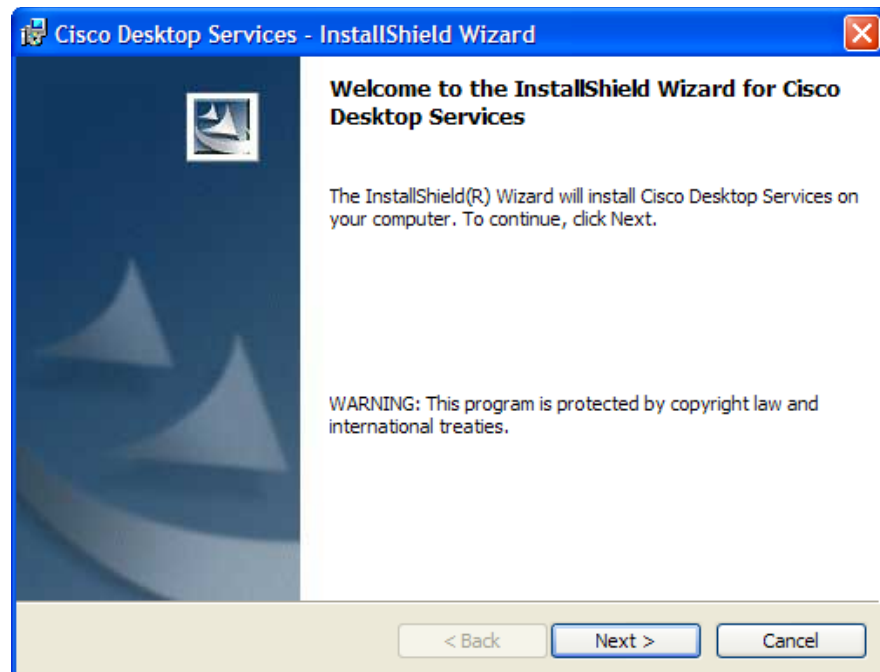 Cisco Desktop Services - InstallShield Wizard
Welcome to the InstallShield Wizard for Cisco
Desktop Services
The InstallShield(R) Wizard will install Cisco Desktop Services on
your computer. To continue, click Next.
WARNING: This program is protected by copyright law and
international treaties.
< Back
Next >
Cancel